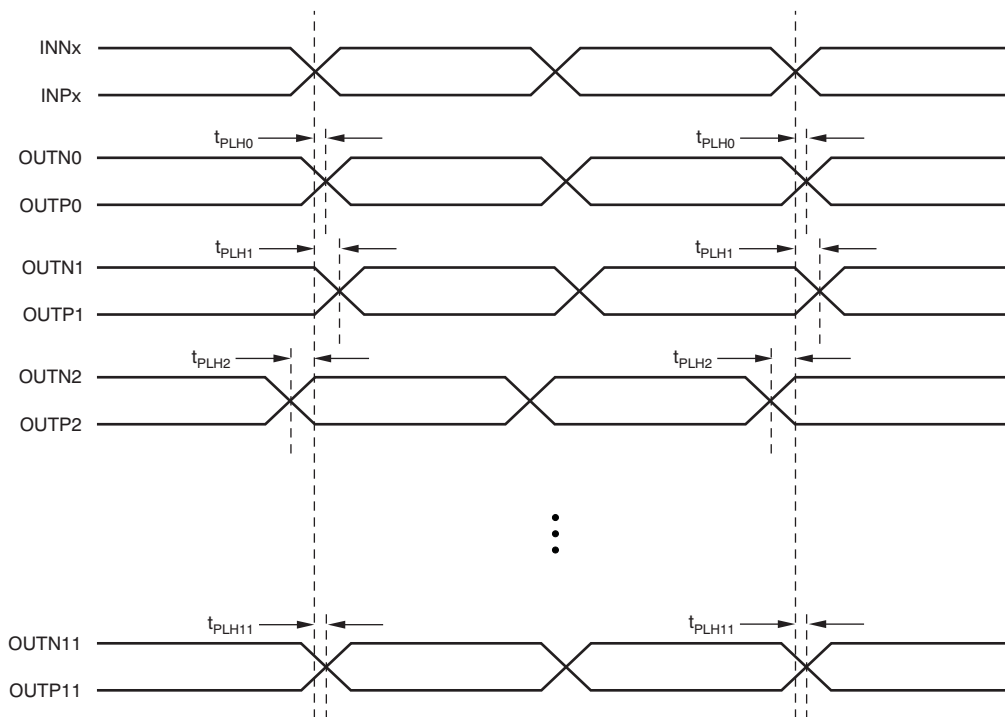 INNx
INPx
tPLH0 tPLH0
OUTN0
OUTP0
tPLH1 tPLH1
OUTN1
OUTP1
tPLH2 tPLH2
OUTN2
OUTP2
tPLH11 tPLH11
OUTN11
OUTP11